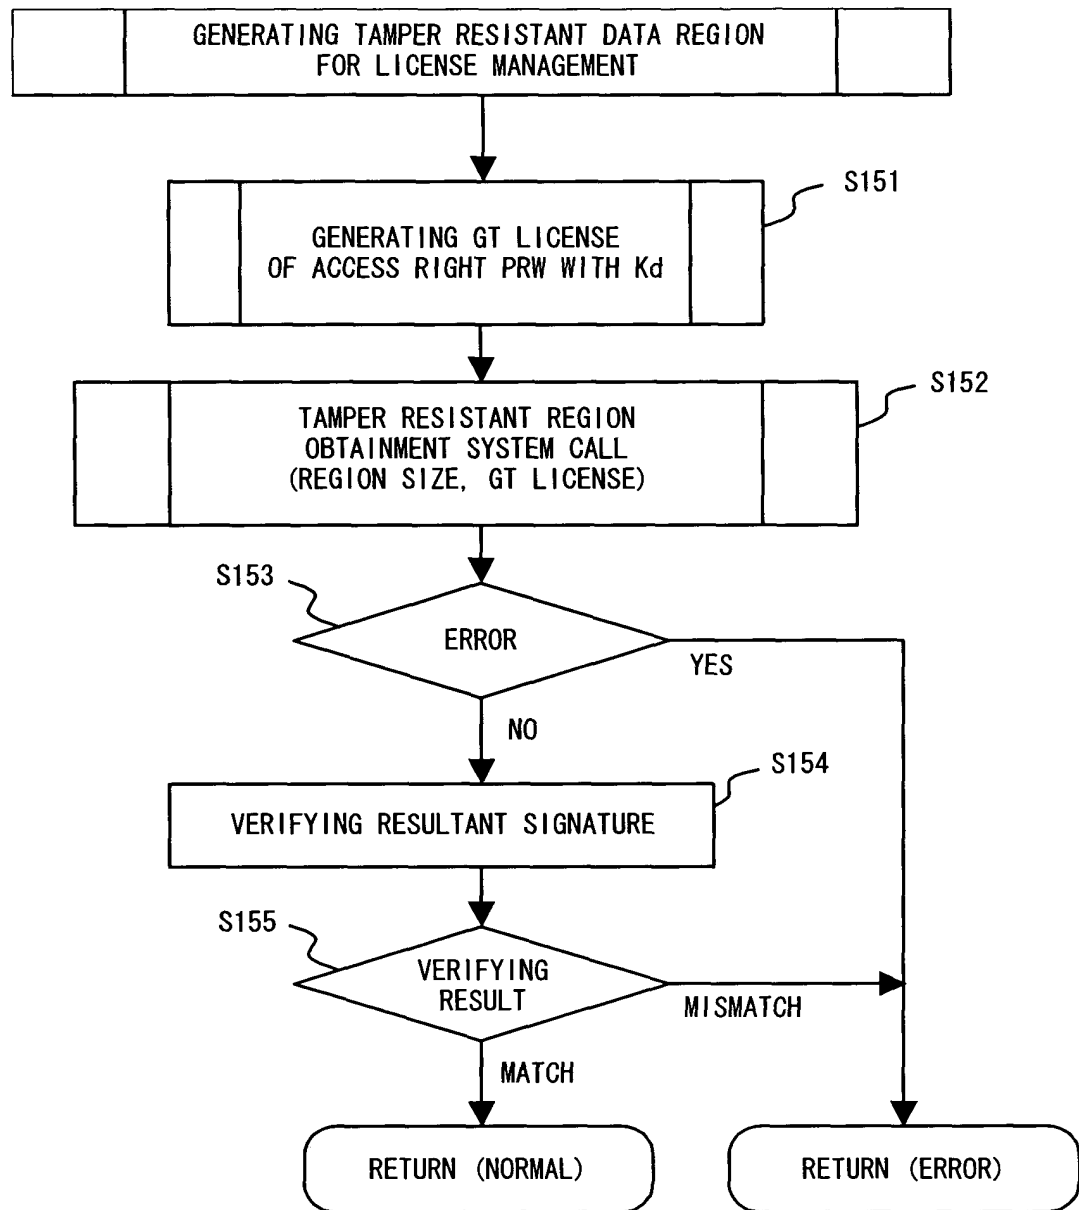 GENERATING TAMPER RESISTANT DATA REGION
FOR LICENSE MANAGEMENT
S151
GENERATING GT LICENSE
OF ACCESS RIGHT PRW WITH Kd
S152
TAMPER RESISTANT REGION
OBTAINMENT SYSTEM CALL
(REGION SIZE, GT LICENSE)
S153
ERROR
YES
NO
S154
VERIFYING RESULTANT SIGNATURE
S155
VERIFYING
RESULT
MISMATCH
MATCH
RETURN (NORMAL)
RETURN (ERROR)